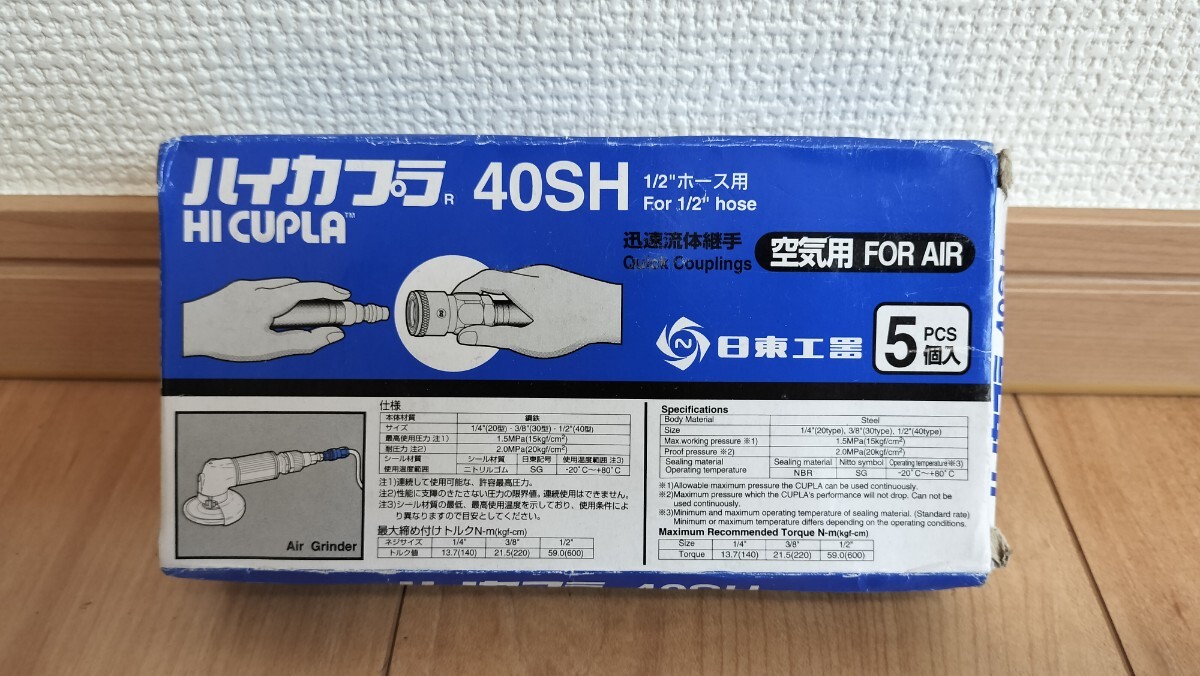 ハイカプラR 40SH 1/2"ホース用
HI CUPLA™ For 1/2" hose
迅速流体継手 空気用 FOR AIR
Quick Couplings
日東工器 5 PCS
個入
仕様
本体材質 鋼鉄
サイズ 1/4"(20型)・3/8"(30型)・1/2"(40型)
最高使用圧力 注1) 1.5MPa(15kgf/cm²)
耐圧力 注2) 2.0MPa(20kgf/cm²)
シール材質 シール材質 日東記号 使用温度範囲 注3)
使用温度範囲 ニトリルゴム SG -20˚C〜+80˚C
注1)連続して使用可能な、許容最高圧力。
注2)性能に支障のきたさない圧力の限界値。連続使用はできません。
注3)シール材質の最低、最高使用温度を示しており、使用条件によ
り異なりますので目安としてください。
最大締め付けトルクN-m(kgf-cm)
ネジサイズ 1/4" 3/8" 1/2"
トルク値 13.7(140) 21.5(220) 59.0(600)
Air Grinder
Specifications
Body Material Steel
Size 1/4"(20type), 3/8"(30type), 1/2"(40type)
Max.working pressure ※1) 1.5MPa(15kgf/cm²)
Proof pressure ※2) 2.0MPa(20kgf/cm²)
Sealing material Sealing material Nitto symbol Operating temperature※3)
Operating temperature NBR SG -20˚C〜+80˚C
※1)Allowable maximum pressure the CUPLA can be used continuously.
※2)Maximum pressure which the CUPLA's performance will not drop. Can not be
used continuously.
※3)Minimum and maximum operating temperature of sealing material. (Standard rate)
Minimum or maximum temperature differs depending on the operating conditions.
Maximum Recommended Torque N-m(kgf-cm)
Size 1/4" 3/8" 1/2"
Torque 13.7(140) 21.5(220) 59.0(600)
ハイカプラ 40SH